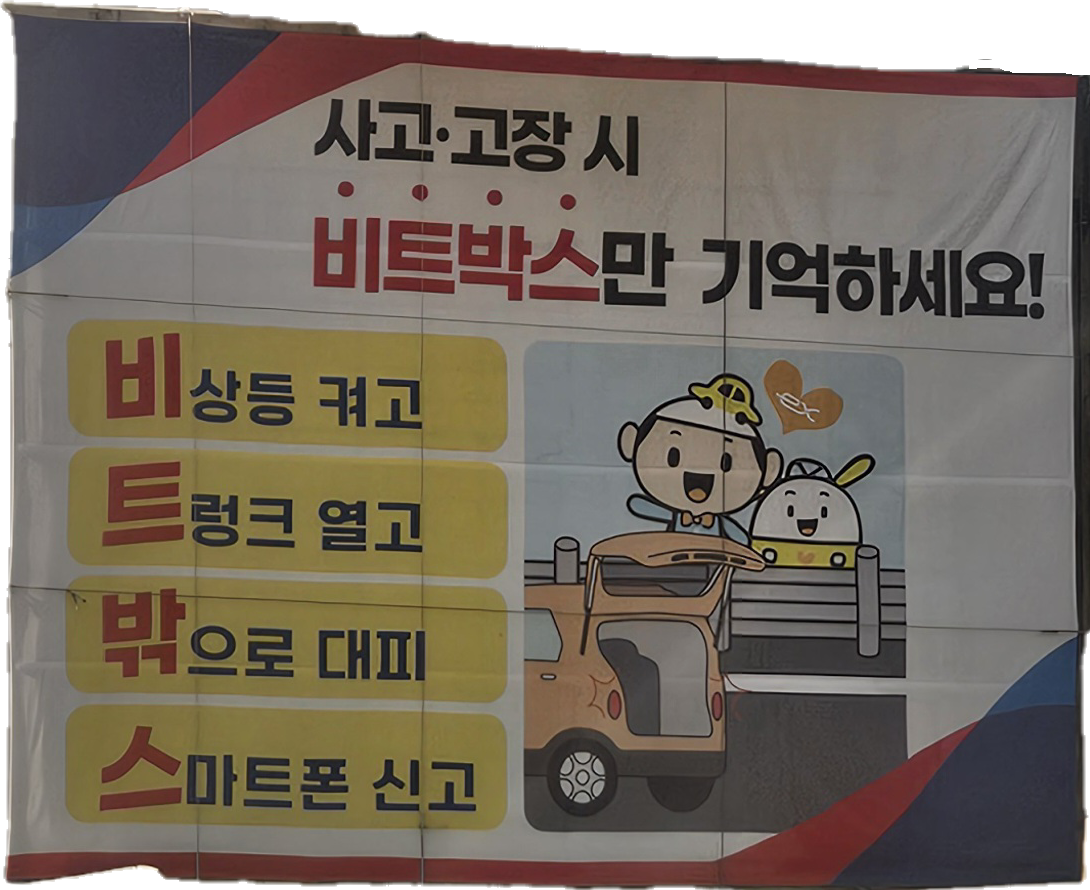 사고·고장 시
비트박스만 기억하세요!
비상등 켜고
트렁크 열고
밖으로 대피
스마트폰 신고
ex